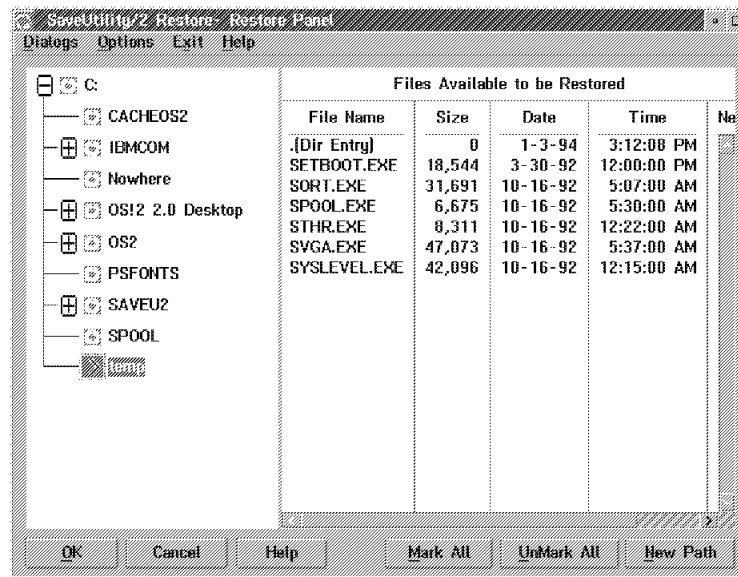 SaveUtility/2 Restore- Restore Panel
Dialogs Options Exit Help
C:
CACHEOS2
IBMCOM
Nowhere
OS!2 2.0 Desktop
OS2
PSFONTS
SAVEU2
SPOOL
temp
Files Available to be Restored
File Name Size Date Time Ne
.(Dir Entry) 0 1-3-94 3:12:08 PM
SETBOOT.EXE 18,544 3-30-92 12:00:00 PM
SORT.EXE 31,691 10-16-92 5:07:00 AM
SPOOL.EXE 6,675 10-16-92 5:30:00 AM
STHR.EXE 8,311 10-16-92 12:22:00 AM
SVGA.EXE 47,073 10-16-92 5:37:00 AM
SYSLEVEL.EXE 42,096 10-16-92 12:15:00 AM
OK Cancel Help Mark All UnMark All New Path